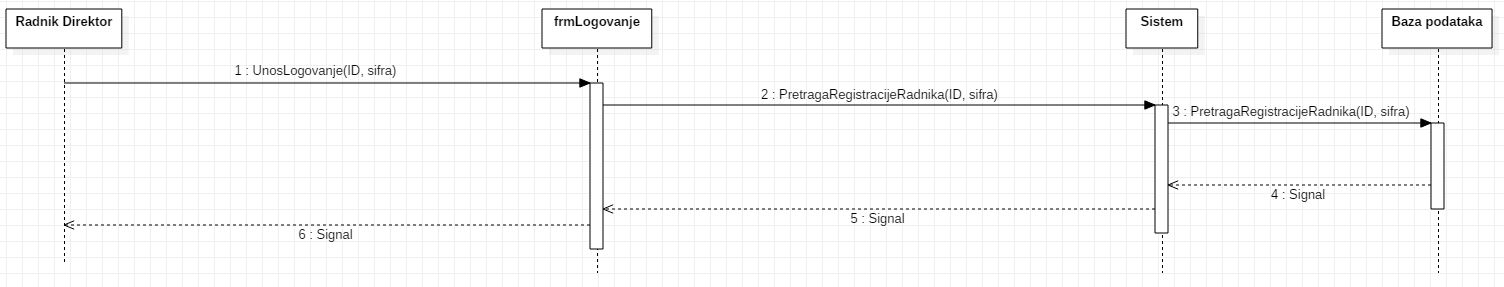 Radnik Direktor
frmLogovanje
Sistem
Baza podataka
1 : UnosLogovanje(ID, sifra)
2 : PretragaRegistracijeRadnika(ID, sifra)
3 : PretragaRegistracijeRadnika(ID, sifra)
4 : Signal
5 : Signal
6 : Signal